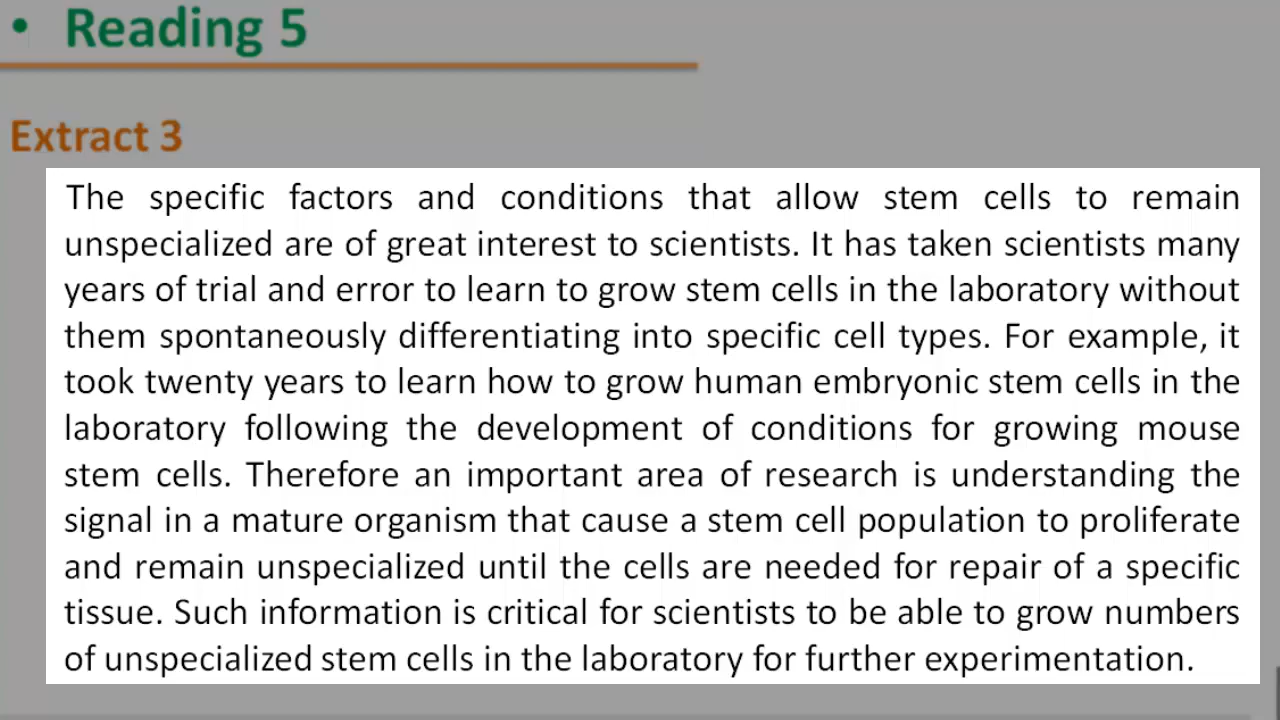 • Reading 5
Extract 3
The specific factors and conditions that allow stem cells to remain
unspecialized are of great interest to scientists. It has taken scientists many
years of trial and error to learn to grow stem cells in the laboratory without
them spontaneously differentiating into specific cell types. For example, it
took twenty years to learn how to grow human embryonic stem cells in the
laboratory following the development of conditions for growing mouse
stem cells. Therefore an important area of research is understanding the
signal in a mature organism that cause a stem cell population to proliferate
and remain unspecialized until the cells are needed for repair of a specific
tissue. Such information is critical for scientists to be able to grow numbers
of unspecialized stem cells in the laboratory for further experimentation.